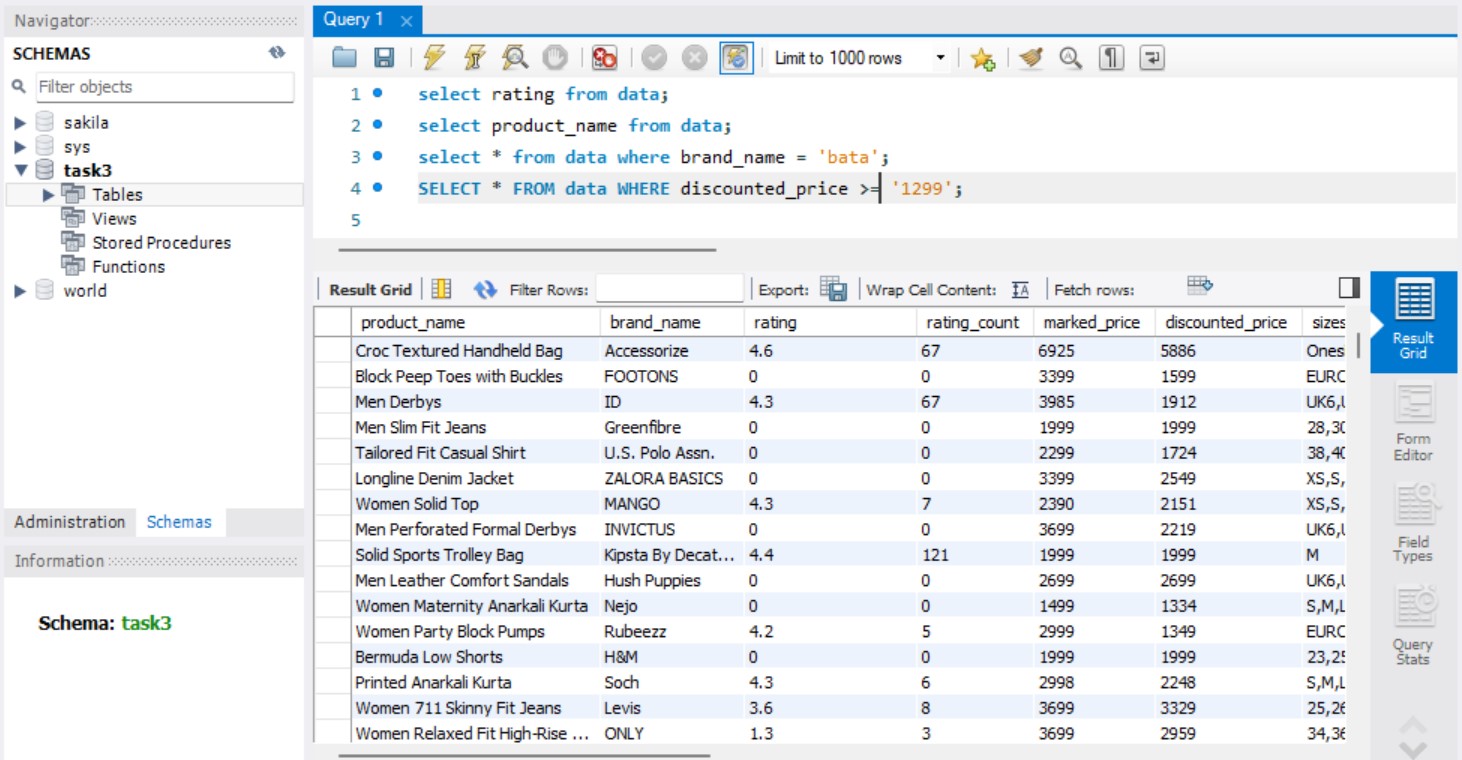 Navigator
Query 1
SCHEMAS
Limit to 1000 rows
Filter objects
sakila
sys
task3
Tables
Views
Stored Procedures
Functions
world
1 select rating from data;
2 select product_name from data;
3 select * from data where brand_name = 'bata';
4 SELECT * FROM data WHERE discounted_price >= '1299';
5
Administration Schemas
Information
Schema: task3
Result Grid Filter Rows: Export: Wrap Cell Content: Fetch rows:
product_name brand_name rating rating_count marked_price discounted_price sizes
Croc Textured Handheld Bag Accessorize 4.6 67 6925 5886 Ones
Block Peep Toes with Buckles FOOTONS 0 0 3399 1599 EURC
Men Derbys ID 4.3 67 3985 1912 UK6,
Men Slim Fit Jeans Greenfibre 0 0 1999 1999 28,30
Tailored Fit Casual Shirt U.S. Polo Assn. 0 0 2299 1724 38,40
Longline Denim Jacket ZALORA BASICS 0 0 3399 2549 XS,S,
Women Solid Top MANGO 4.3 7 2390 2151 XS,S,
Men Perforated Formal Derbys INVICTUS 0 0 3699 2219 UK6,
Solid Sports Trolley Bag Kipsta By Decat... 4.4 121 1999 1999 M
Men Leather Comfort Sandals Hush Puppies 0 0 2699 2699 UK6,
Women Maternity Anarkali Kurta Nejo 0 0 1499 1334 S,M,L
Women Party Block Pumps Rubeezz 4.2 5 2999 1349 EURC
Bermuda Low Shorts H&M 0 0 1999 1999 23,25
Printed Anarkali Kurta Soch 4.3 6 2998 2248 S,M,L
Women 711 Skinny Fit Jeans Levis 3.6 8 3699 3329 25,26
Women Relaxed Fit High-Rise ... ONLY 1.3 3 3699 2959 34,36
Result
Grid
Form
Editor
Field
Types
Query
Stats